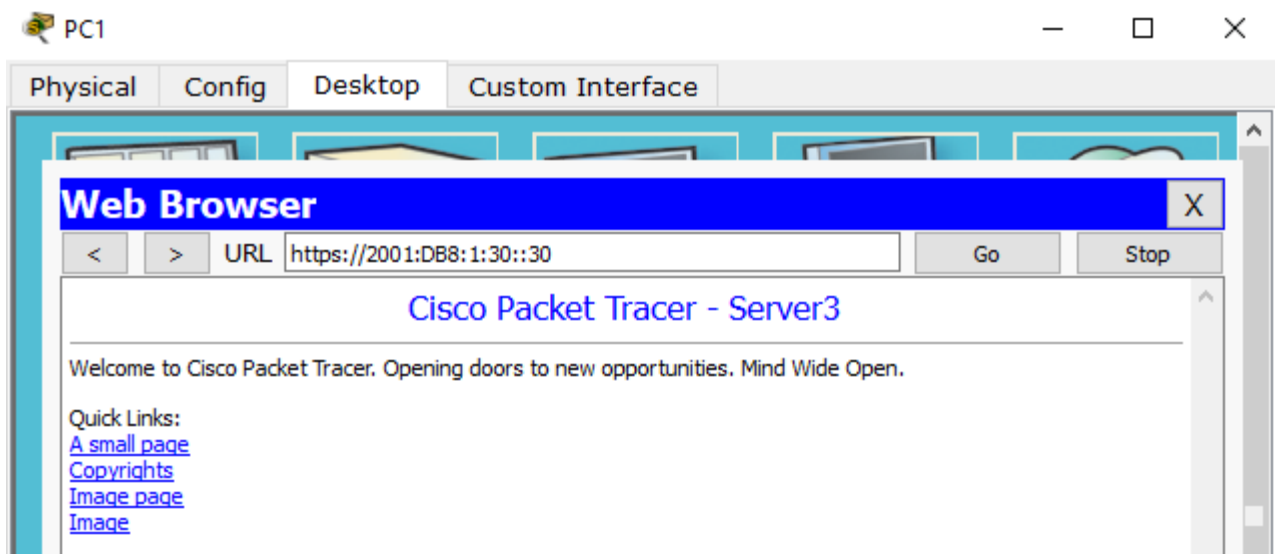 PC1
Physical Config Desktop Custom Interface
Web Browser X
< > URL https://2001:DB8:1:30::30 Go Stop
Cisco Packet Tracer - Server3
Welcome to Cisco Packet Tracer. Opening doors to new opportunities. Mind Wide Open.
Quick Links:
A small page
Copyrights
Image page
Image